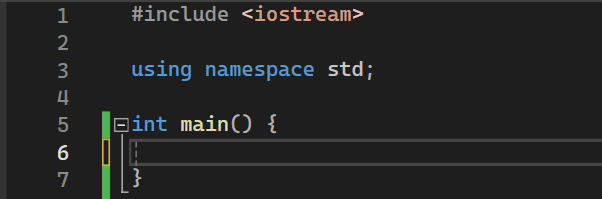 1 #include <iostream>
2
3 using namespace std;
4
5 int main() {
6
7 }